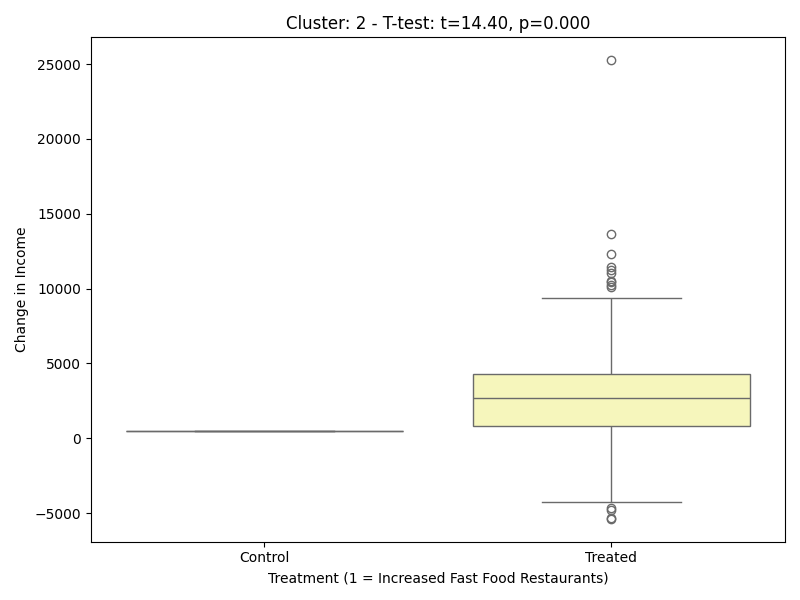 Cluster: 2 - T-test: t=14.40, p=0.000
25000
20000
15000
10000
5000
0
−5000
Change in Income
Control
Treated
Treatment (1 = Increased Fast Food Restaurants)